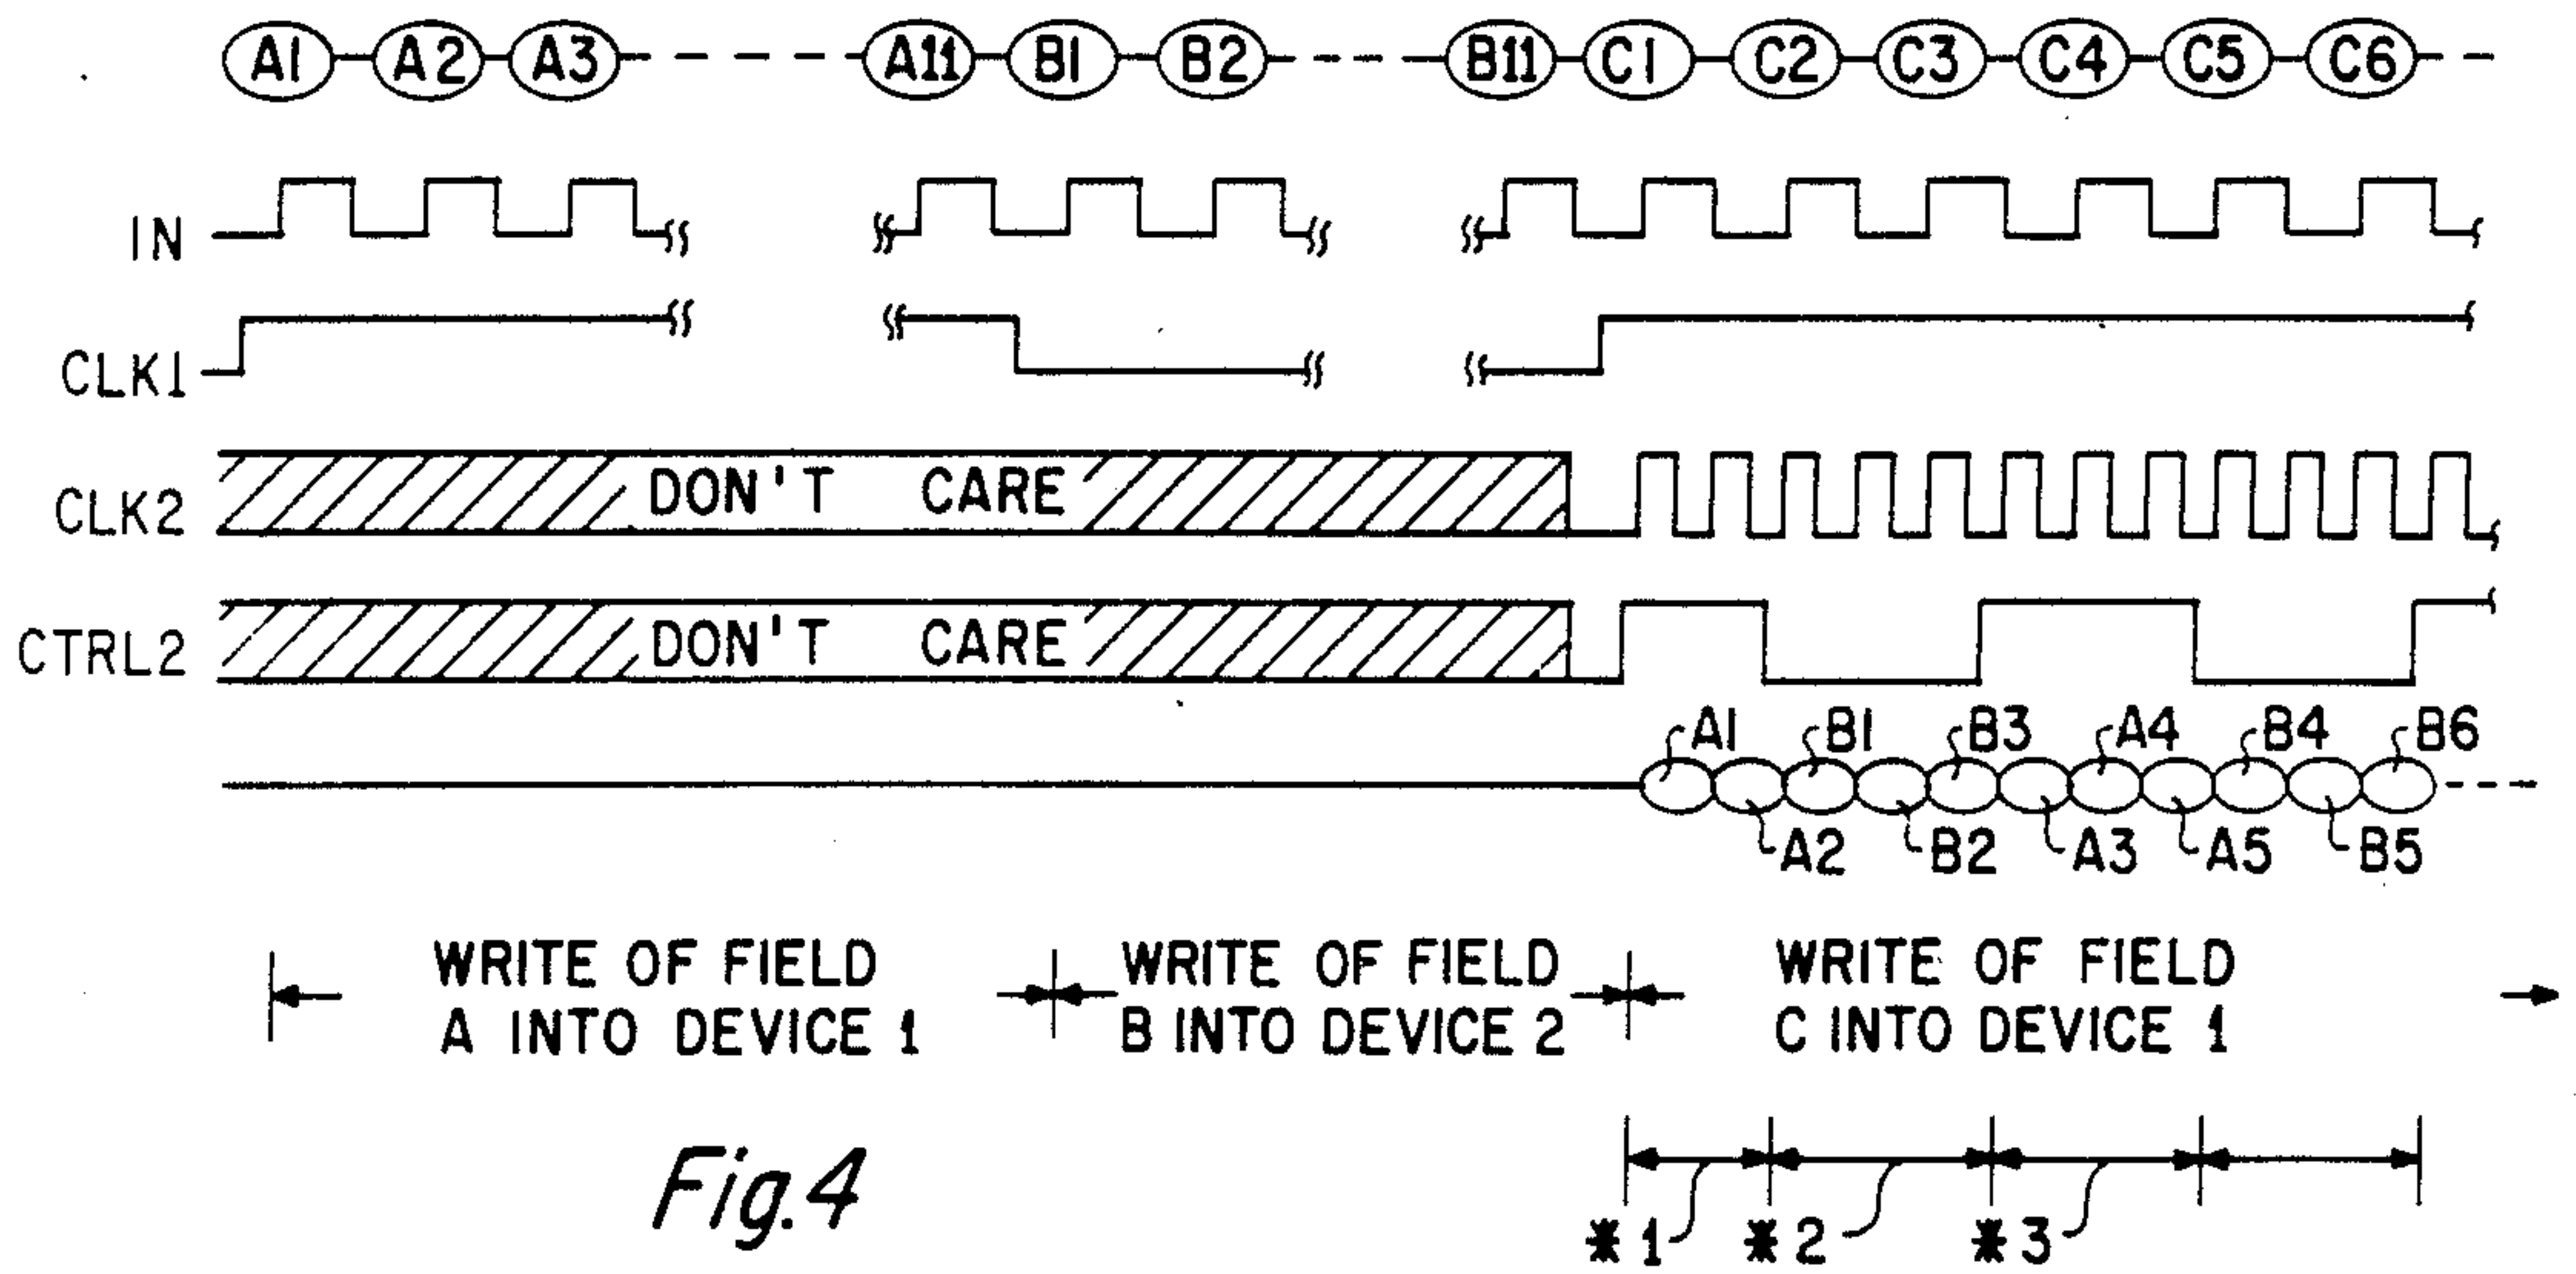 A1 A2 A3 A11 B1 B2 B11 C1 C2 C3 C4 C5 C6
IN
CLK1
CLK2 DON'T CARE
CTRL2 DON'T CARE
A1 B1 B3 A4 B4 B6
A2 B2 A3 A5 B5
WRITE OF FIELD
A INTO DEVICE 1
WRITE OF FIELD
B INTO DEVICE 2
WRITE OF FIELD
C INTO DEVICE 1
Fig.4
*1 *2 *3